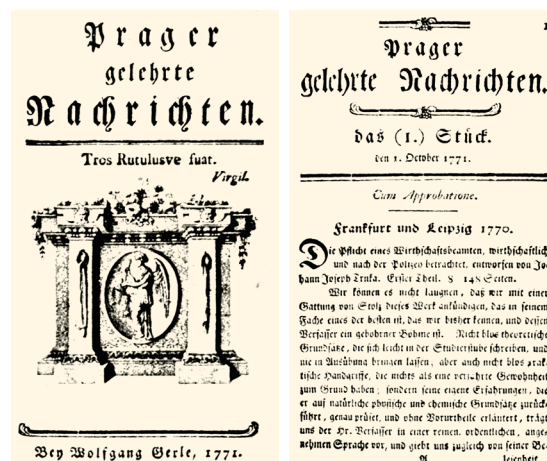 Prager
gelehrte
Nachrichten.
Tros Rutulusve fuat.
Virgil.
Bey Wolfgang Gerle, 1771.
Prager
gelehrte Nachrichten.
das (1.) Stück.
den 1. October 1771.
Cum Approbatione.
Frankfurt und Leipzig 1770.
Die Pflicht eines Wirthschaftsbeamten, wirthschaftlich
und nach der Polizey betrachtet, entworfen von Jo-
hann Joseph Trnka. Erster Theil. 8 148 Seiten.
Wir können es nicht laugnen, daß wir mit einer
Gattung von Stolz dieses Werk ankündigen, das in seinem
Fache eines der besten ist, das wir bisher kennen, und dessen
Verfasser ein gebohrner Böhme ist. Nicht blos theoretische
Grundsätze, die sich leicht in der Studierstube schreiben, und
nie in Ausübung bringen lassen, aber auch nicht blos prak-
tische Handgriffe, die nichts als eine verjährte Gewohnheit
zum Grund haben; sondern seine eigene Erfahrungen, die
er auf natürliche physische und chemische Grundsätze zurück-
führt, genau prüfet, und ohne Vorurtheile erläutert, trägt
uns der Hr. Verfasser in einer reinen, ordentlichen, ange-
nehmen Sprache vor, und giebt uns zugleich von seiner Be-
A lesenheit